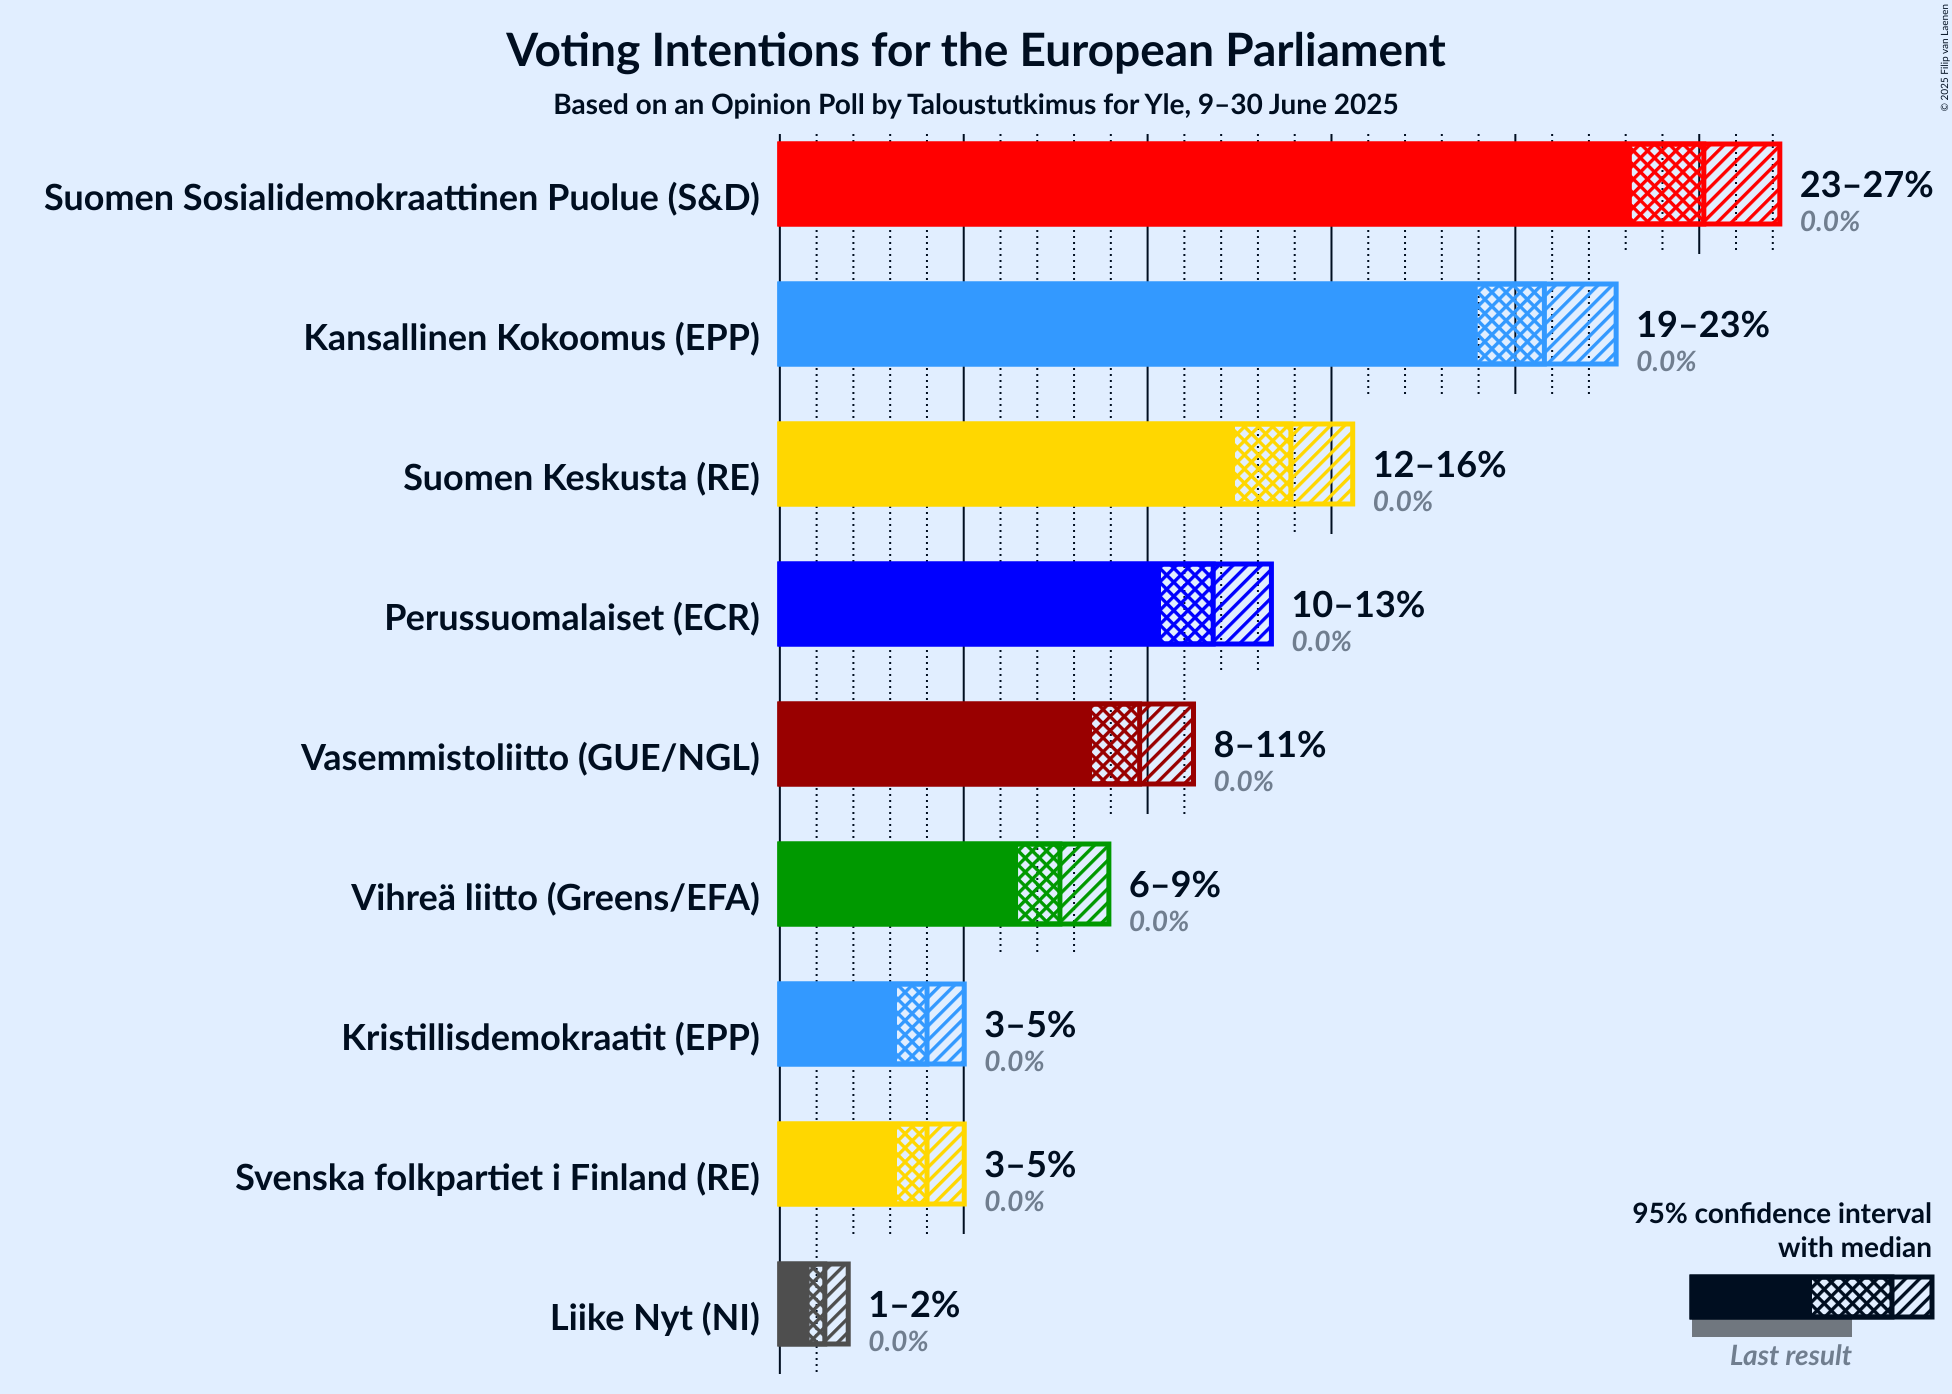 Voting Intentions for the European Parliament
Based on an Opinion Poll by Taloustutkimus for Yle, 9–30 June 2025
© 2025 Filip van Laenen
Suomen Sosialidemokraattinen Puolue (S&D)
23–27%
0.0%
Kansallinen Kokoomus (EPP)
19–23%
0.0%
Suomen Keskusta (RE)
12–16%
0.0%
Perussuomalaiset (ECR)
10–13%
0.0%
Vasemmistoliitto (GUE/NGL)
8–11%
0.0%
Vihreä liitto (Greens/EFA)
6–9%
0.0%
Kristillisdemokraatit (EPP)
3–5%
0.0%
Svenska folkpartiet i Finland (RE)
3–5%
0.0%
Liike Nyt (NI)
1–2%
0.0%
95% confidence interval
with median
Last result